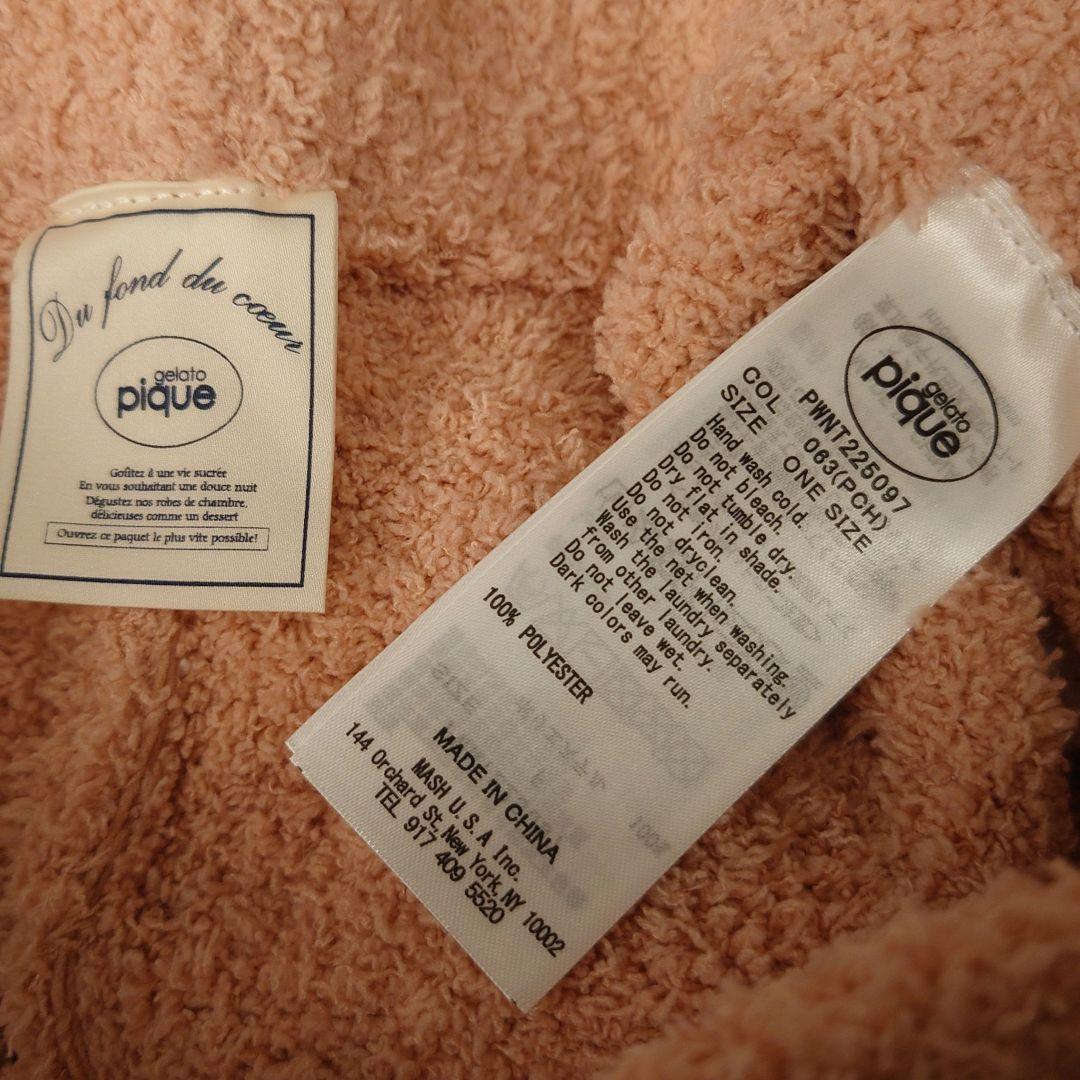 Du fond du cœur
gelato
pique
Goûtez à une vie sucrée
En vous souhaitant une douce nuit
Dégustez nos robes de chambre,
délicieuses comme un dessert
Ouvrez ce paquet le plus vite possible!
gelato
pique
PWNT225097
COL 063(PCH)
SIZE ONE SIZE
Hand wash cold.
Do not bleach.
Do not tumble dry.
Dry flat in shade.
Do not iron.
Do not dryclean.
Use the net when washing.
Wash the laundry separately
from other laundry.
Do not leave wet.
Dark colors may run.
100% POLYESTER
MADE IN CHINA
MASH U.S.A Inc.
144 Orchard St, New York, NY 10002
TEL 917 409 5520